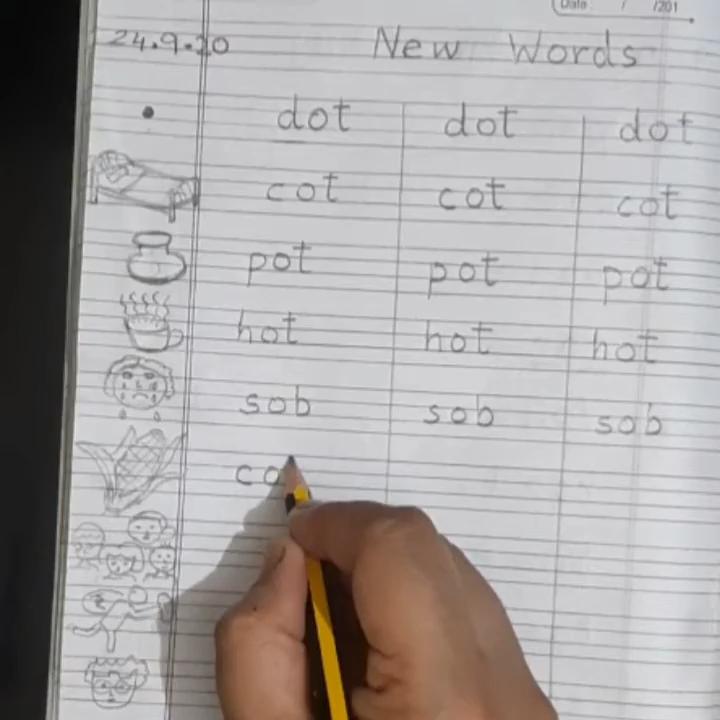 Date: / /201
24.9.20 New Words
dot dot dot
cot cot cot
pot pot pot
hot hot hot
sob sob sob
co